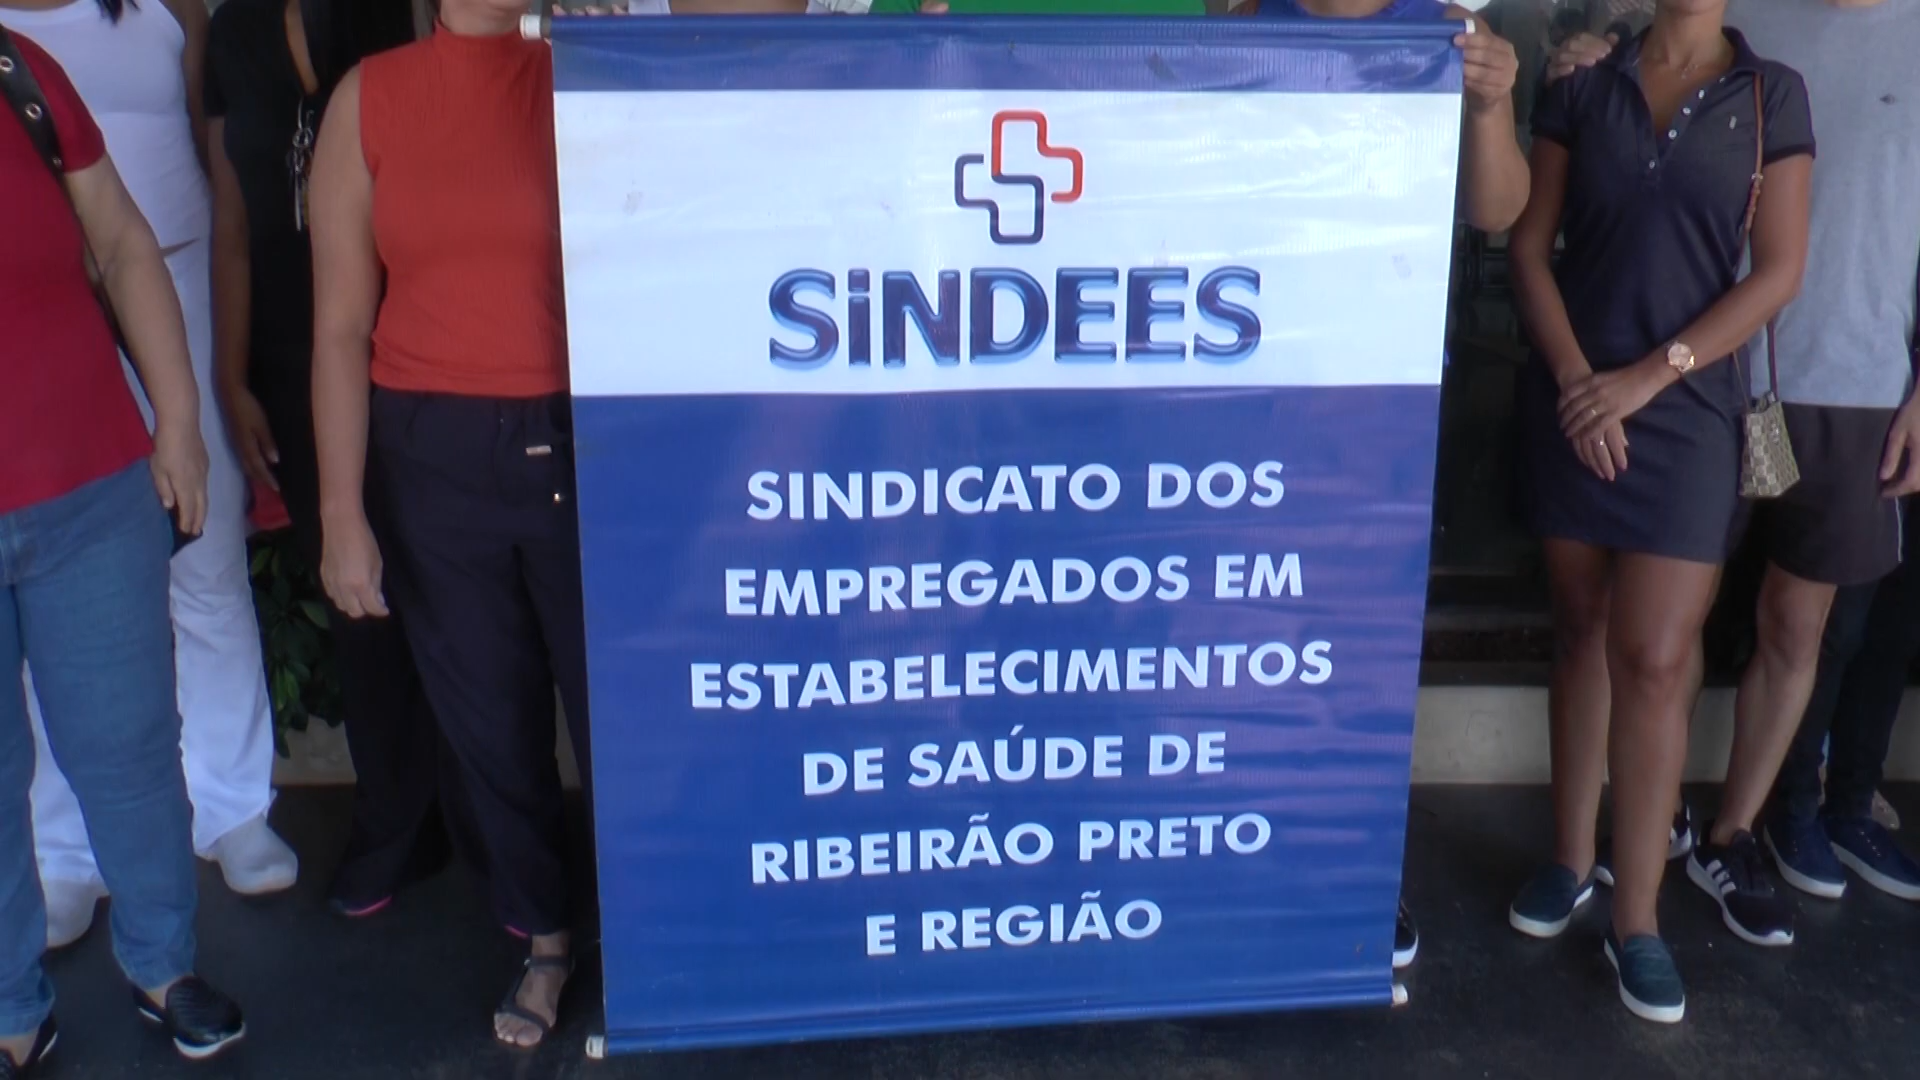 SiNDEES
SINDICATO DOS
EMPREGADOS EM
ESTABELECIMENTOS
DE SAÚDE DE
RIBEIRÃO PRETO
E REGIÃO